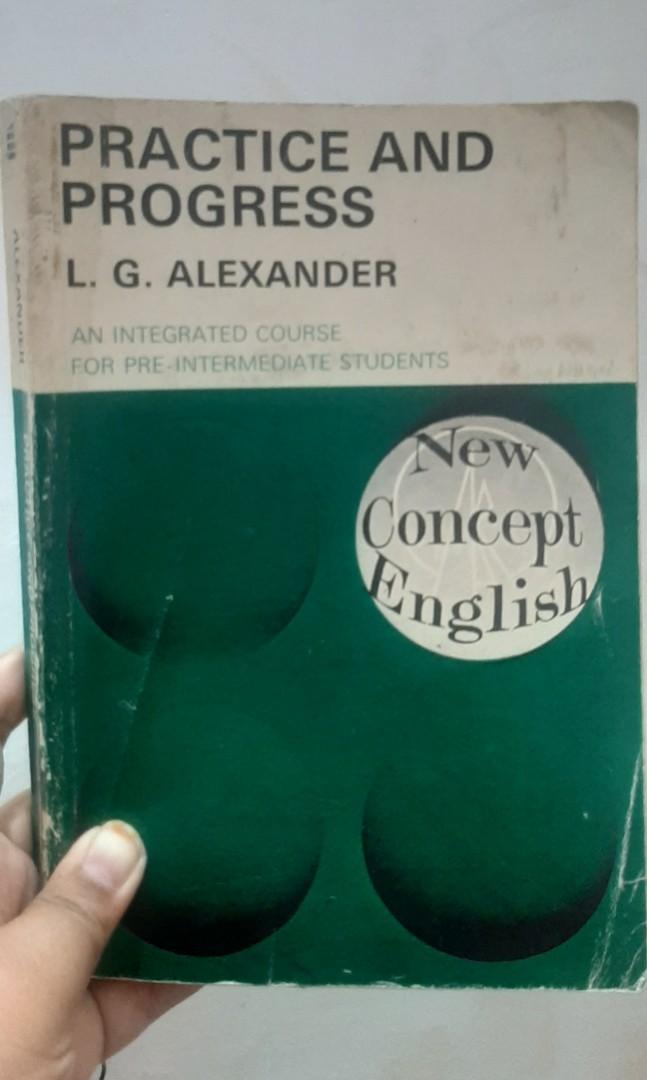 PRACTICE AND
PROGRESS
L. G. ALEXANDER
AN INTEGRATED COURSE
FOR PRE-INTERMEDIATE STUDENTS
New
Concept
English
ALEXANDER